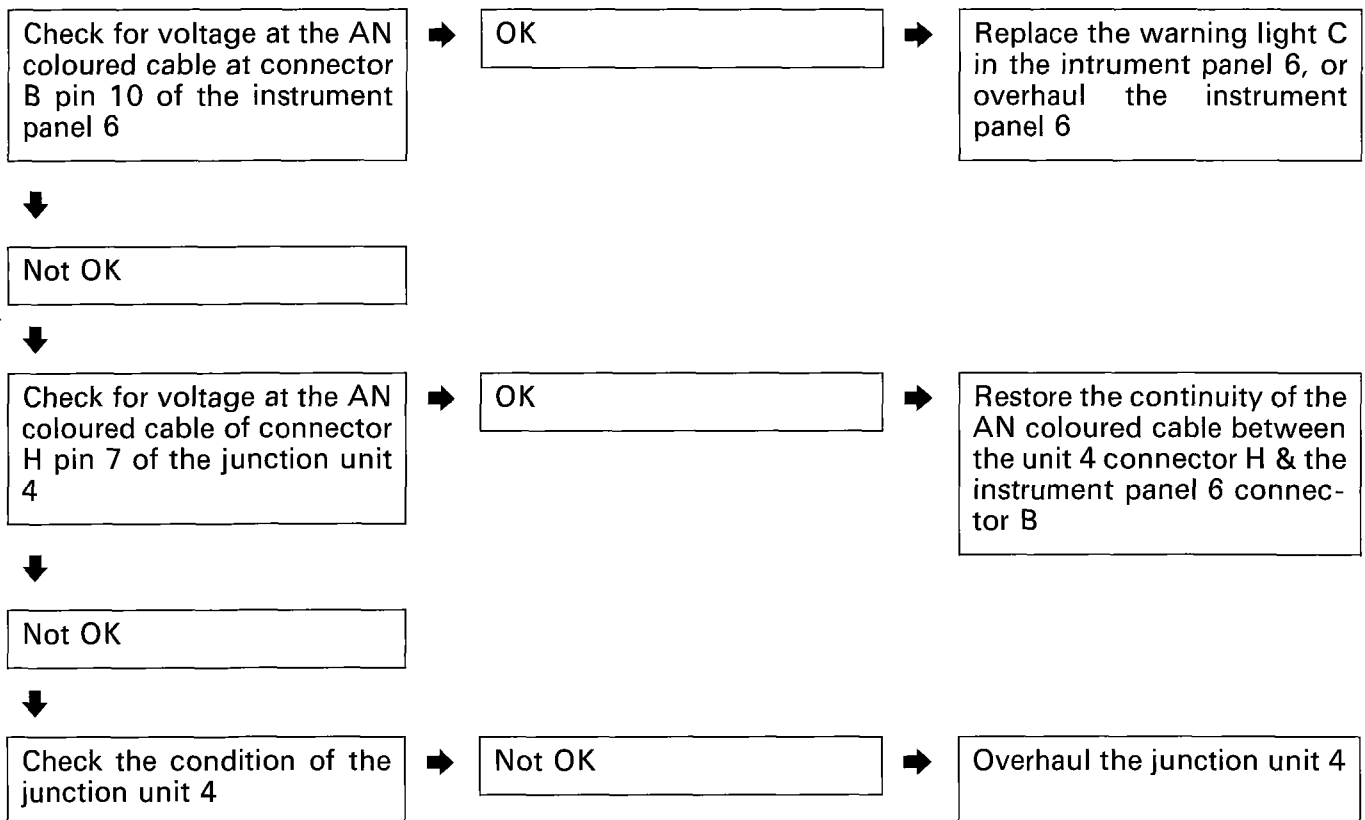 Check for voltage at the AN
coloured cable at connector
B pin 10 of the instrument
panel 6
OK
Replace the warning light C
in the intrument panel 6, or
overhaul the instrument
panel 6
Not OK
Check for voltage at the AN
coloured cable of connector
H pin 7 of the junction unit
4
OK
Restore the continuity of the
AN coloured cable between
the unit 4 connector H & the
instrument panel 6 connec-
tor B
Not OK
Check the condition of the
junction unit 4
Not OK
Overhaul the junction unit 4